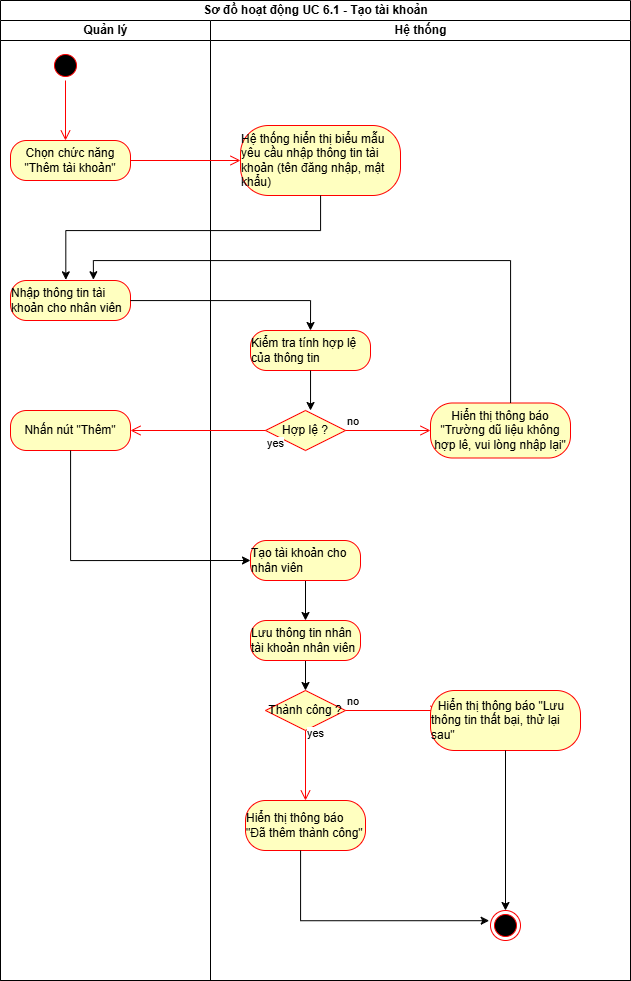 Sơ đồ hoạt động UC 6.1 - Tạo tài khoản
Quản lý
Hệ thống
Chọn chức năng
"Thêm tài khoản"
Hệ thống hiển thị biểu mẫu
yêu cầu nhập thông tin tài
khoản (tên đăng nhập, mật
khẩu)
Nhập thông tin tài
khoản cho nhân viên
Kiểm tra tính hợp lệ
của thông tin
Nhấn nút "Thêm"
Hợp lệ ?
yes
no
Hiển thị thông báo
"Trường dũ liệu không
hợp lê, vui lòng nhập lại"
Tạo tài khoản cho
nhân viên
Lưu thông tin nhân
tài khoản nhân viên
Thành công ?
no
yes
Hiển thị thông báo "Lưu
thông tin thất bại, thử lại
sau"
Hiển thị thông báo
"Đã thêm thành công"